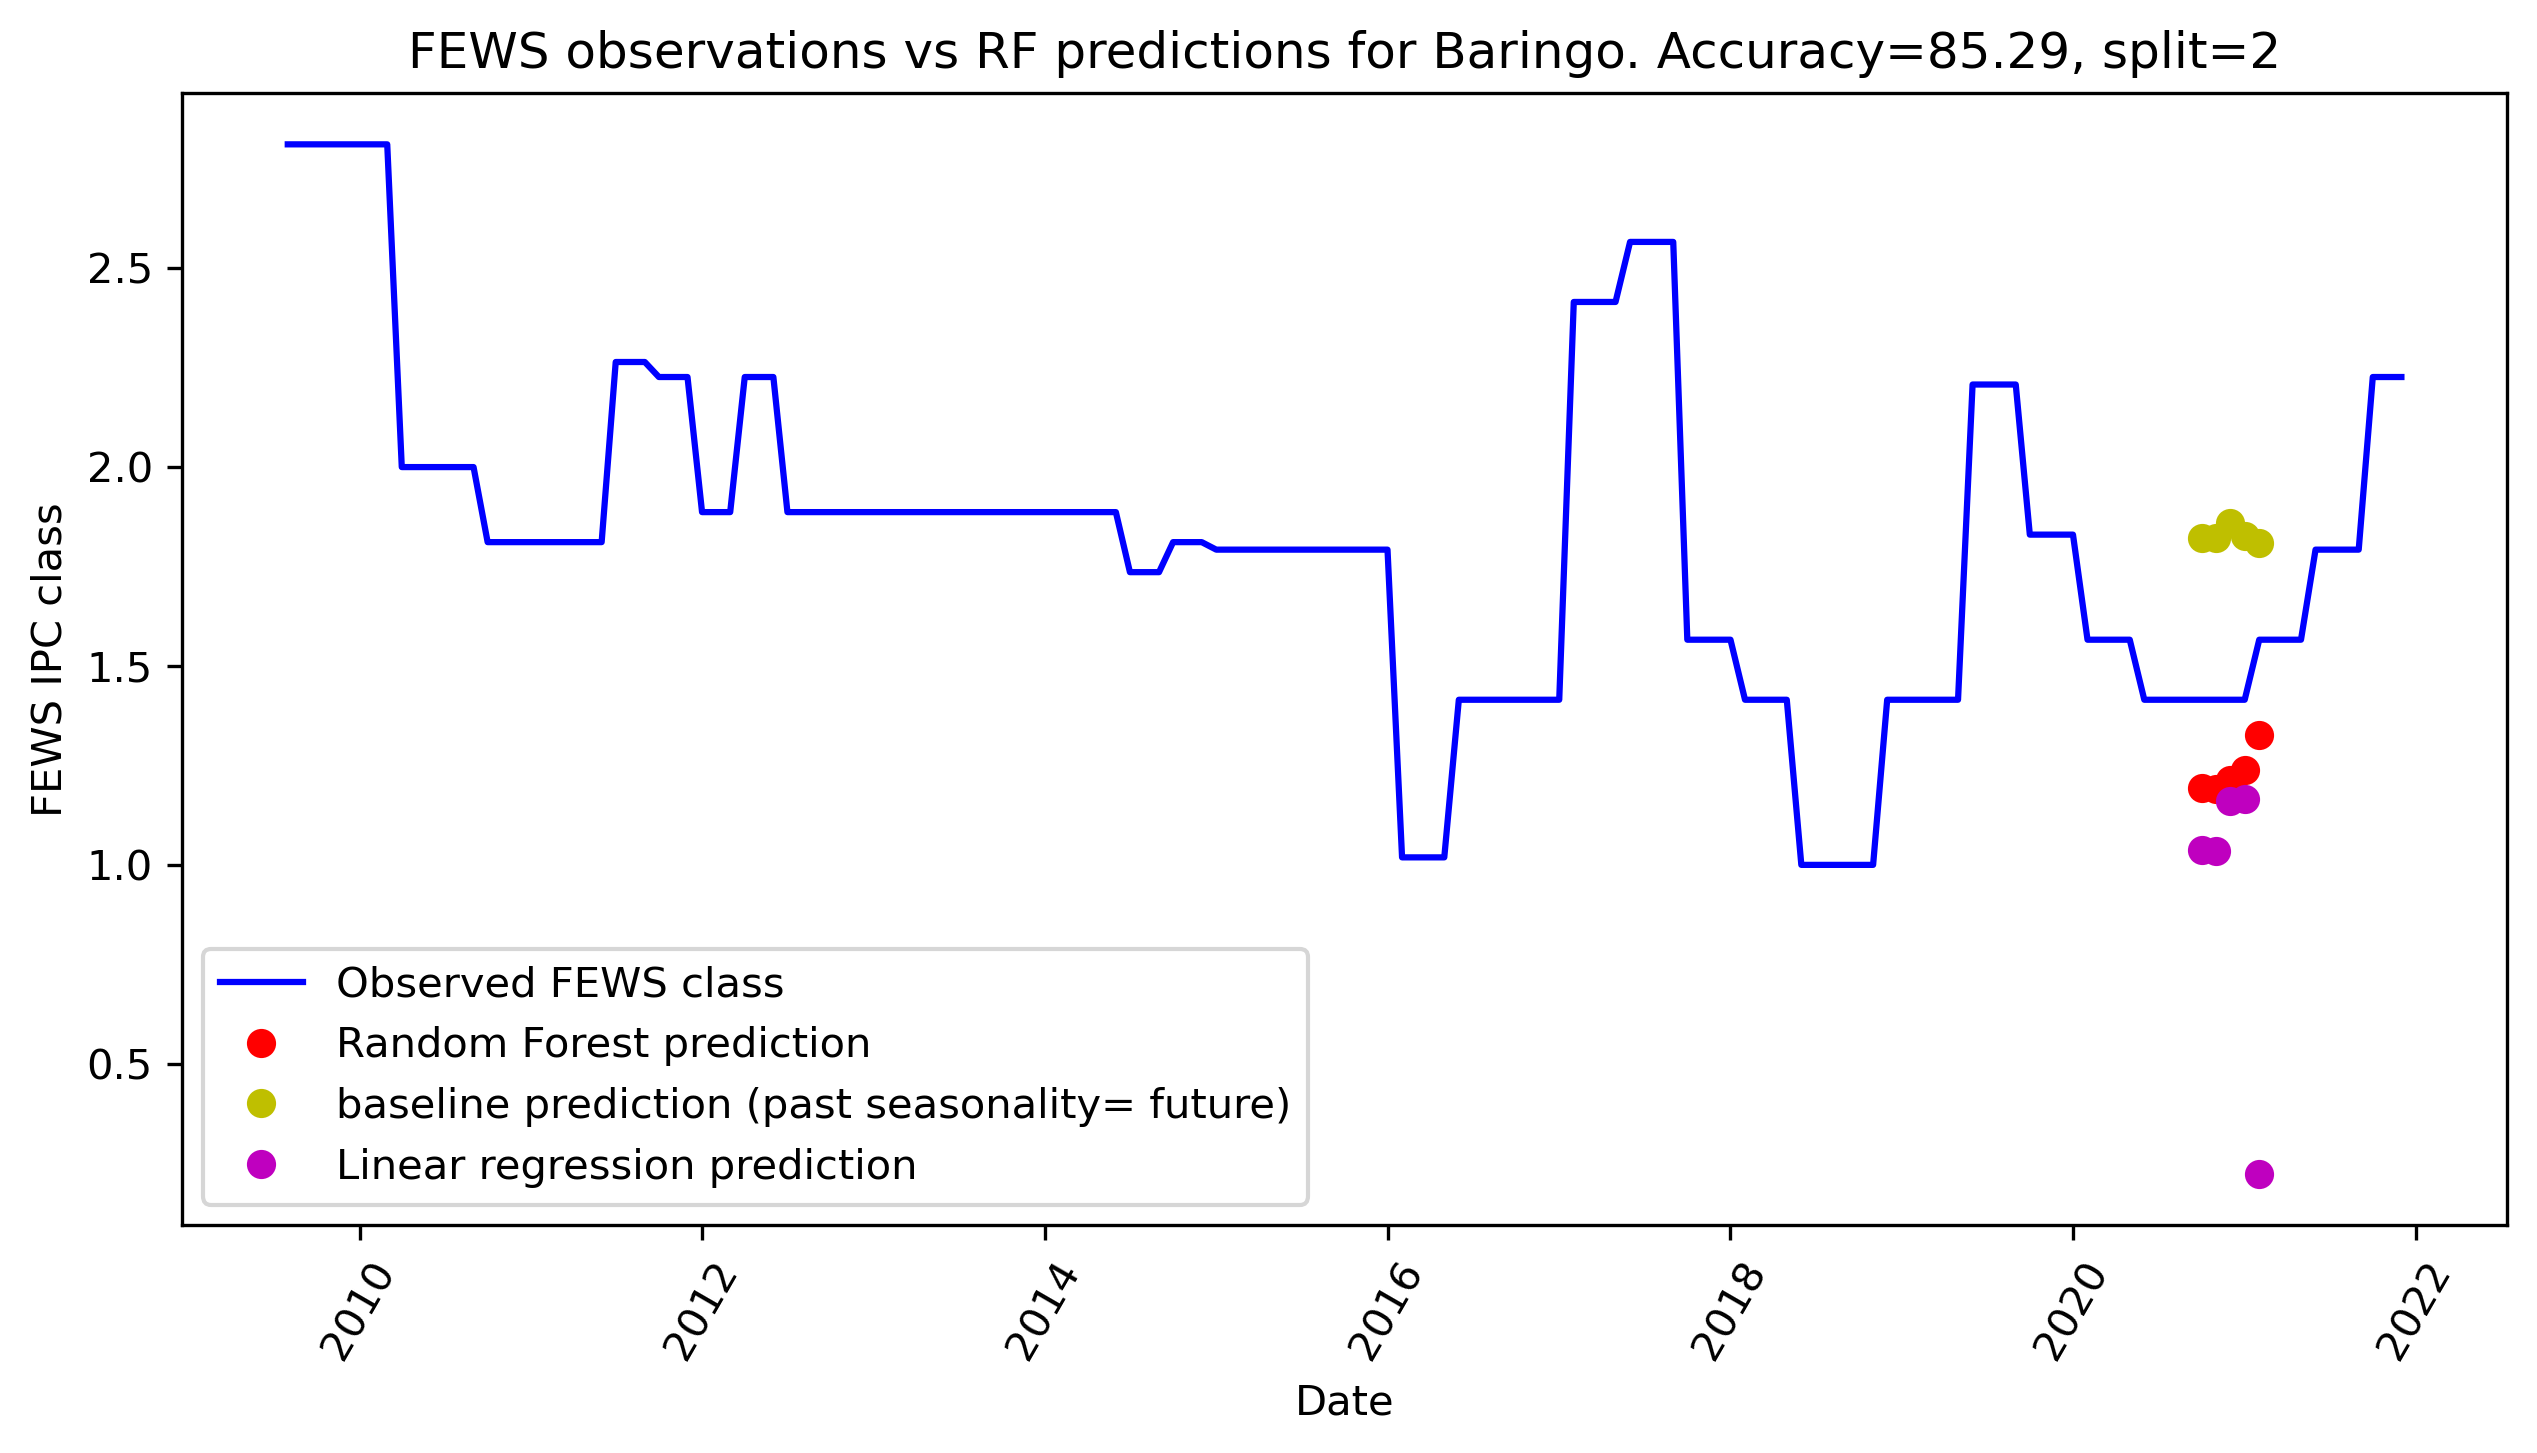 FEWS observations vs RF predictions for Baringo. Accuracy=85.29, split=2
FEWS IPC class
2.5
2.0
1.5
1.0
0.5
Observed FEWS class
Random Forest prediction
baseline prediction (past seasonality= future)
Linear regression prediction
2010
2012
2014
2016
2018
2020
2022
Date